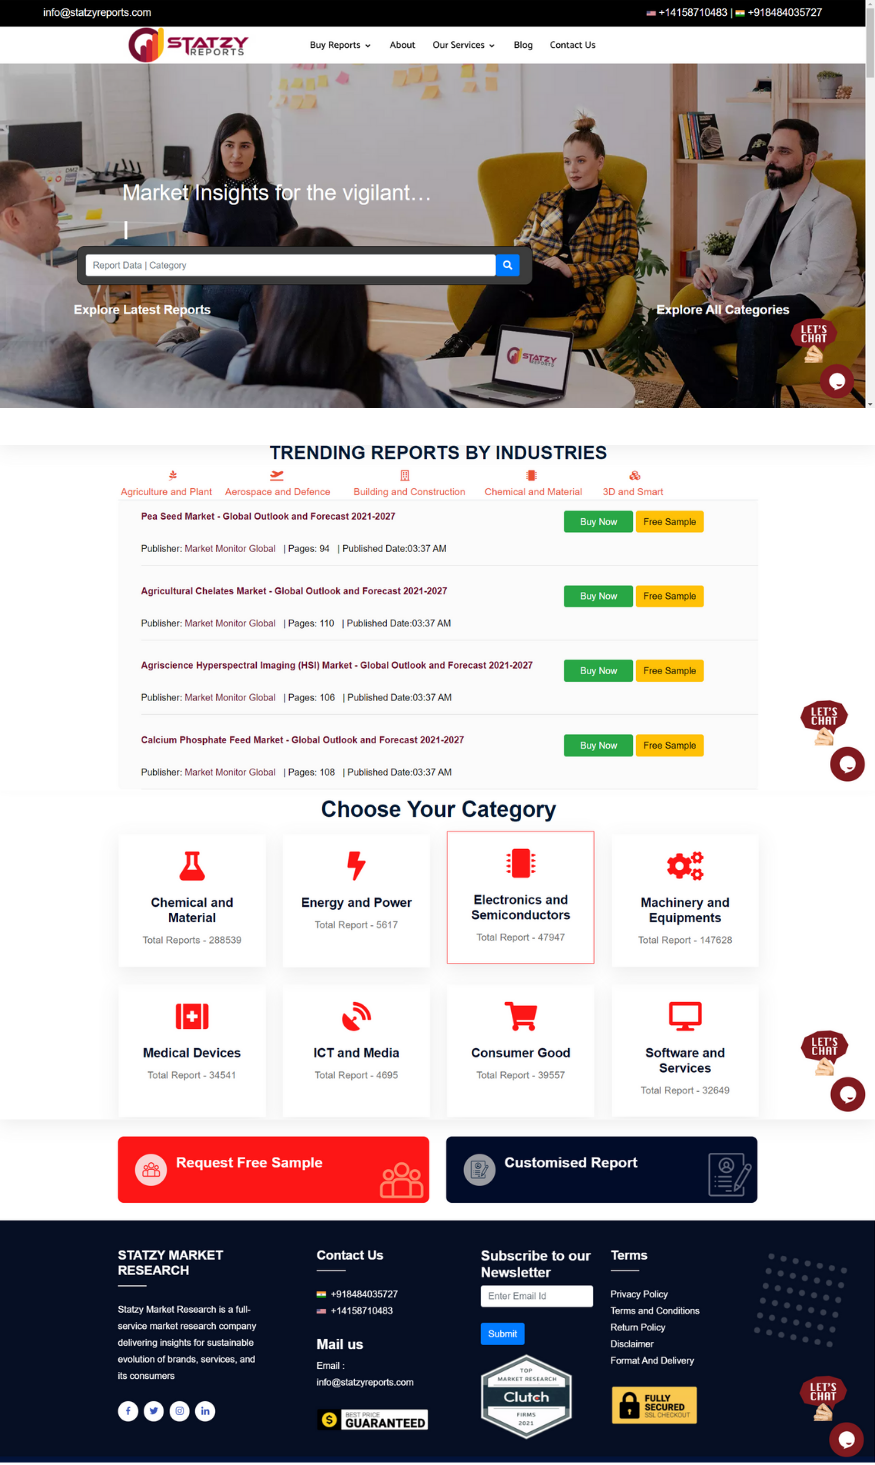 info@statzyreports.com
+14158710483 | +918484035727
STATZY
REPORTS
Buy Reports
About
Our Services
Blog
Contact Us
Market Insights for the vigilant…
Report Data | Category
Explore Latest Reports
Explore All Categories
STATZY
REPORTS
LET'S
CHAT
TRENDING REPORTS BY INDUSTRIES
Agriculture and Plant
Aerospace and Defence
Building and Construction
Chemical and Material
3D and Smart
Pea Seed Market - Global Outlook and Forecast 2021-2027
Buy Now
Free Sample
Publisher: Market Monitor Global | Pages: 94 | Published Date:03:37 AM
Agricultural Chelates Market - Global Outlook and Forecast 2021-2027
Buy Now
Free Sample
Publisher: Market Monitor Global | Pages: 110 | Published Date:03:37 AM
Agriscience Hyperspectral Imaging (HSI) Market - Global Outlook and Forecast 2021-2027
Buy Now
Free Sample
Publisher: Market Monitor Global | Pages: 106 | Published Date:03:37 AM
LET'S
CHAT
Calcium Phosphate Feed Market - Global Outlook and Forecast 2021-2027
Buy Now
Free Sample
Publisher: Market Monitor Global | Pages: 108 | Published Date:03:37 AM
Choose Your Category
Chemical and
Material
Total Reports - 288539
Energy and Power
Total Report - 5617
Electronics and
Semiconductors
Total Report - 47947
Machinery and
Equipments
Total Report - 147628
Medical Devices
Total Report - 34541
ICT and Media
Total Report - 4695
Consumer Good
Total Report - 39557
Software and
Services
Total Report - 32649
LET'S
CHAT
Request Free Sample
Customised Report
STATZY MARKET
RESEARCH
Statzy Market Research is a full-
service market research company
delivering insights for sustainable
evolution of brands, services, and
its consumers
Contact Us
+918484035727
+14158710483
Mail us
Email :
info@statzyreports.com
BEST PRICE
GUARANTEED
Subscribe to our
Newsletter
Enter Email Id
Submit
TOP
MARKET RESEARCH
Clutch
FIRMS
2021
Terms
Privacy Policy
Terms and Conditions
Return Policy
Disclaimer
Format And Delivery
FULLY
SECURED
SSL CHECKOUT
LET'S
CHAT